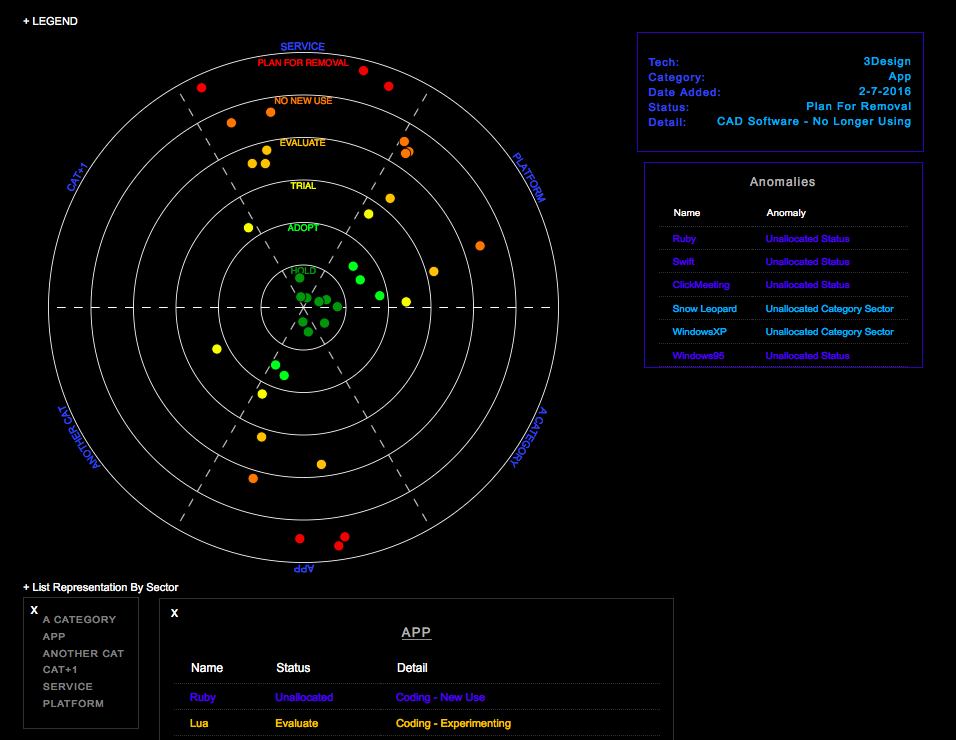 + LEGEND
SERVICE
PLAN FOR REMOVAL
NO NEW USE
EVALUATE
TRIAL
ADOPT
HOLD
CAT+1
PLATFORM
ANOTHER CAT
A CATEGORY
APP
Tech: 3Design
Category: App
Date Added: 2-7-2016
Status: Plan For Removal
Detail: CAD Software - No Longer Using
Anomalies
Name Anomaly
Ruby Unallocated Status
Swift Unallocated Status
ClickMeeting Unallocated Status
Snow Leopard Unallocated Category Sector
WindowsXP Unallocated Category Sector
Windows95 Unallocated Status
+ List Representation By Sector
X
A CATEGORY
APP
ANOTHER CAT
CAT+1
SERVICE
PLATFORM
X
APP
Name Status Detail
Ruby Unallocated Coding - New Use
Lua Evaluate Coding - Experimenting